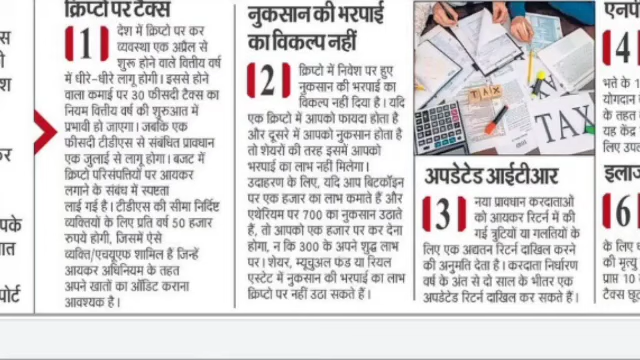 क्रिप्टो पर टैक्स
1
देश में क्रिप्टो पर कर
व्यवस्था एक अप्रैल से
शुरू होने वाले वित्तीय वर्ष
में धीरे-धीरे लागू होगी। इससे होने
वाला कमाई पर 30 फीसदी टैक्स का
नियम वित्तीय वर्ष की शुरुआत में
प्रभावी हो जाएगा। जबकि एक
फीसदी टीडीएस से संबंधित प्रावधान
एक जुलाई से लागू होगा। बजट में
क्रिप्टो परिसंपत्तियों पर आयकर
लगाने के संबंध में स्पष्टता
लाई गई है। टीडीएस की सीमा निर्दिष्ट
व्यक्तियों के लिए प्रति वर्ष 50 हजार
रुपये होगी, जिसमें ऐसे
व्यक्ति/एचयूएफ शामिल हैं जिन्हें
आयकर अधिनियम के तहत
अपने खातों का ऑडिट कराना
आवश्यक है।
नुकसान की भरपाई
का विकल्प नहीं
2
क्रिप्टो में निवेश पर हुए
नुकसान की भरपाई का
विकल्प नहीं दिया है। यदि
एक क्रिप्टो में आपको फायदा होता है
और दूसरे में आपको नुकसान होता है
तो शेयरों की तरह इसमें आपको
भरपाई का लाभ नहीं मिलेगा।
उदाहरण के लिए, यदि आप बिटकॉइन
पर एक हजार का लाभ कमाते हैं और
एथेरियम पर 700 का नुकसान उठाते
हैं, तो आपको एक हजार पर कर देना
होगा, न कि 300 के अपने शुद्ध लाभ
पर। शेयर, म्यूचुअल फंड या रियल
एस्टेट में नुकसान की भरपाई का लाभ
क्रिप्टो पर नहीं उठा सकते हैं।
TAX
TAX
अपडेटेड आईटीआर
3
नया प्रावधान करदाताओं
को आयकर रिटर्न में की
गई त्रुटियों या गलतियों के
लिए एक अद्यतन रिटर्न दाखिल करने
की अनुमति देता है। करदाता निर्धारण
वर्ष के अंत से दो साल के भीतर एक
अपडेटेड रिटर्न दाखिल कर सकते हैं।
4
भत्ते के
योगदान
के तहत
यह केंद्र
6
के लिए
की मृत्यु
प्राप्त 10